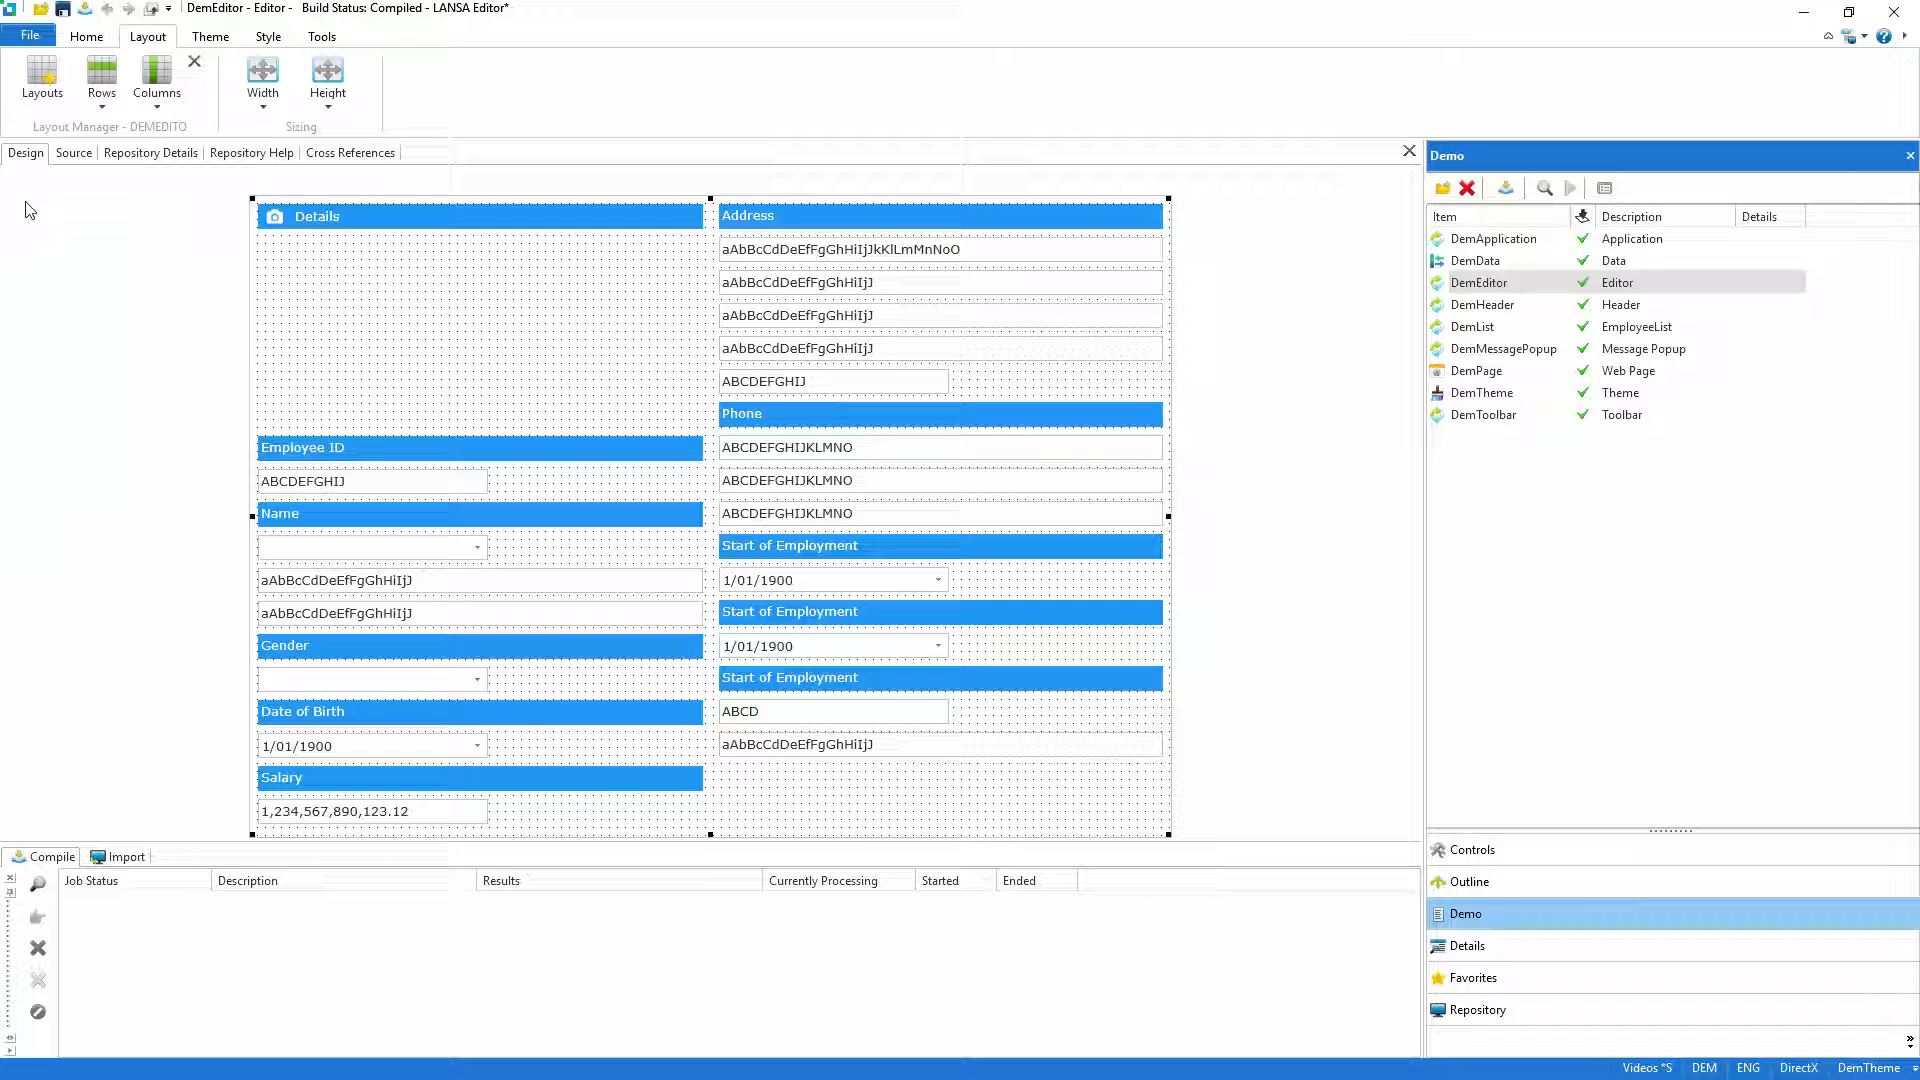 DemEditor - Editor - Build Status: Compiled - LANSA Editor*
File Home Layout Theme Style Tools
Layouts Rows Columns Width Height
Layout Manager - DEMEDITO Sizing
Design Source Repository Details Repository Help Cross References
Details
Employee ID
ABCDEFGHIJ
Name
aAbBcCdDeEfFgGhHiIjJ
aAbBcCdDeEfFgGhHiIjJ
Gender
Date of Birth
1/01/1900
Salary
1,234,567,890,123.12
Address
aAbBcCdDeEfFgGhHiIjJkKlLmMnNoO
aAbBcCdDeEfFgGhHiIjJ
aAbBcCdDeEfFgGhHiIjJ
aAbBcCdDeEfFgGhHiIjJ
ABCDEFGHIJ
Phone
ABCDEFGHIJKLMNO
ABCDEFGHIJKLMNO
ABCDEFGHIJKLMNO
Start of Employment
1/01/1900
Start of Employment
1/01/1900
Start of Employment
ABCD
aAbBcCdDeEfFgGhHiIjJ
Demo
Item Description Details
DemApplication Application
DemData Data
DemEditor Editor
DemHeader Header
DemList EmployeeList
DemMessagePopup Message Popup
DemPage Web Page
DemTheme Theme
DemToolbar Toolbar
Controls
Outline
Demo
Details
Favorites
Repository
Compile Import
Job Status Description Results Currently Processing Started Ended
Videos *S DEM ENG DirectX DemTheme